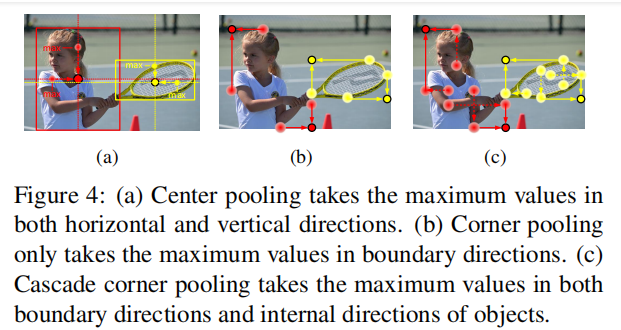 max
max
max
max
(a)
(b)
(c)
Figure 4: (a) Center pooling takes the maximum values in
both horizontal and vertical directions. (b) Corner pooling
only takes the maximum values in boundary directions. (c)
Cascade corner pooling takes the maximum values in both
boundary directions and internal directions of objects.